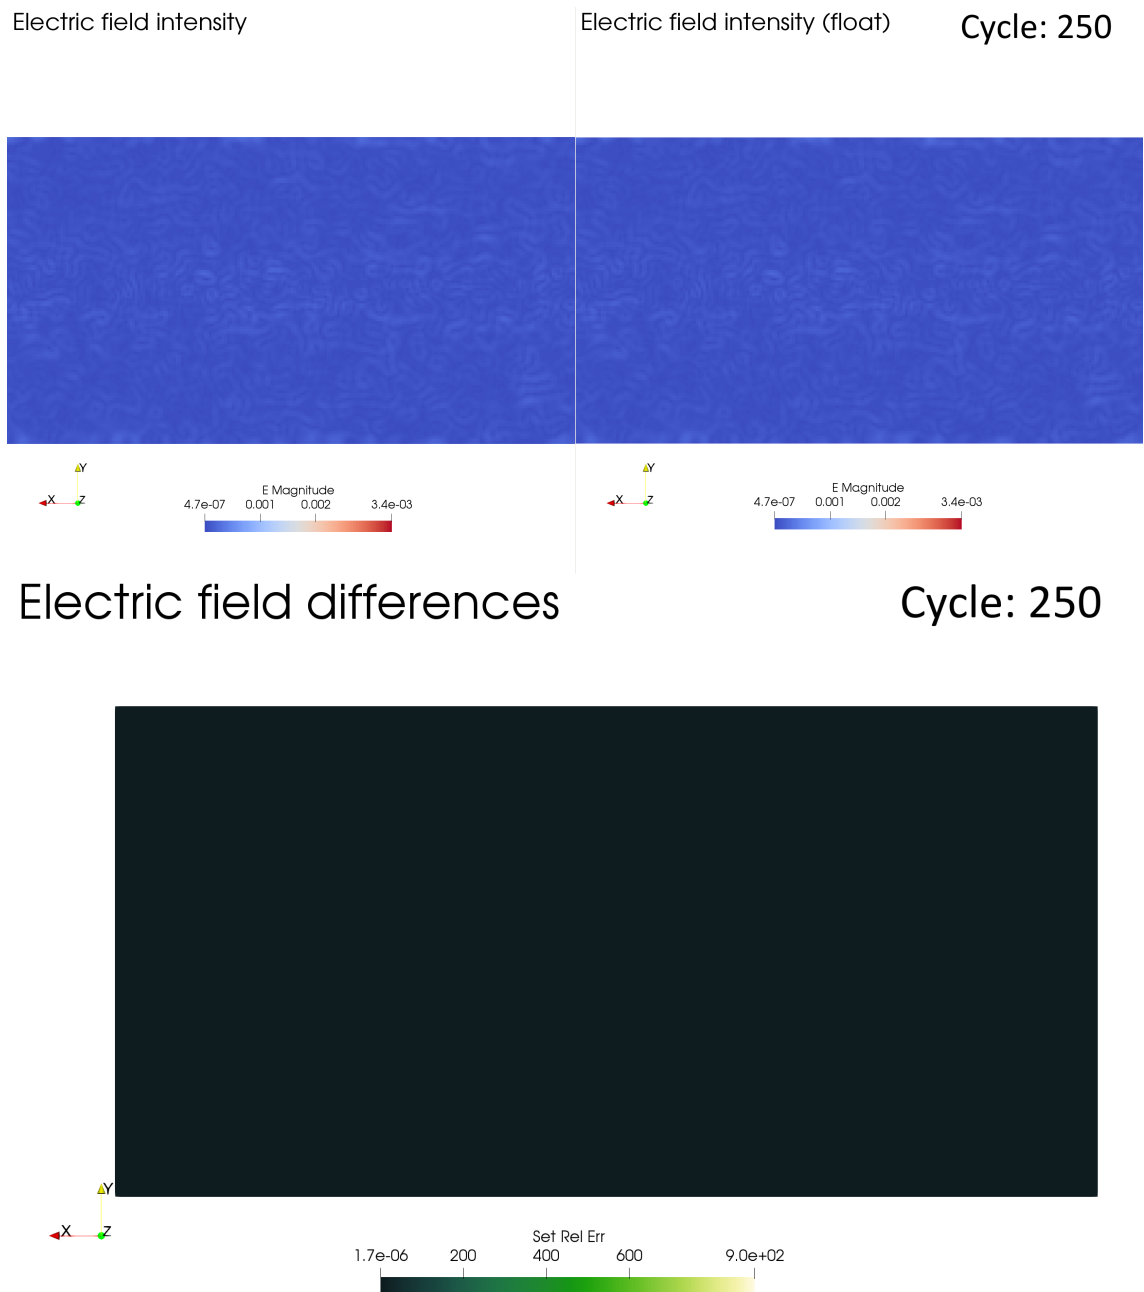 Electric field intensity
Electric field intensity (float)
Cycle: 250
Y
X
Z
E Magnitude
4.7e-07 0.001 0.002 3.4e-03
Y
X
Z
E Magnitude
4.7e-07 0.001 0.002 3.4e-03
Electric field differences
Cycle: 250
Y
X
Z
Set Rel Err
1.7e-06 200 400 600 9.0e+02